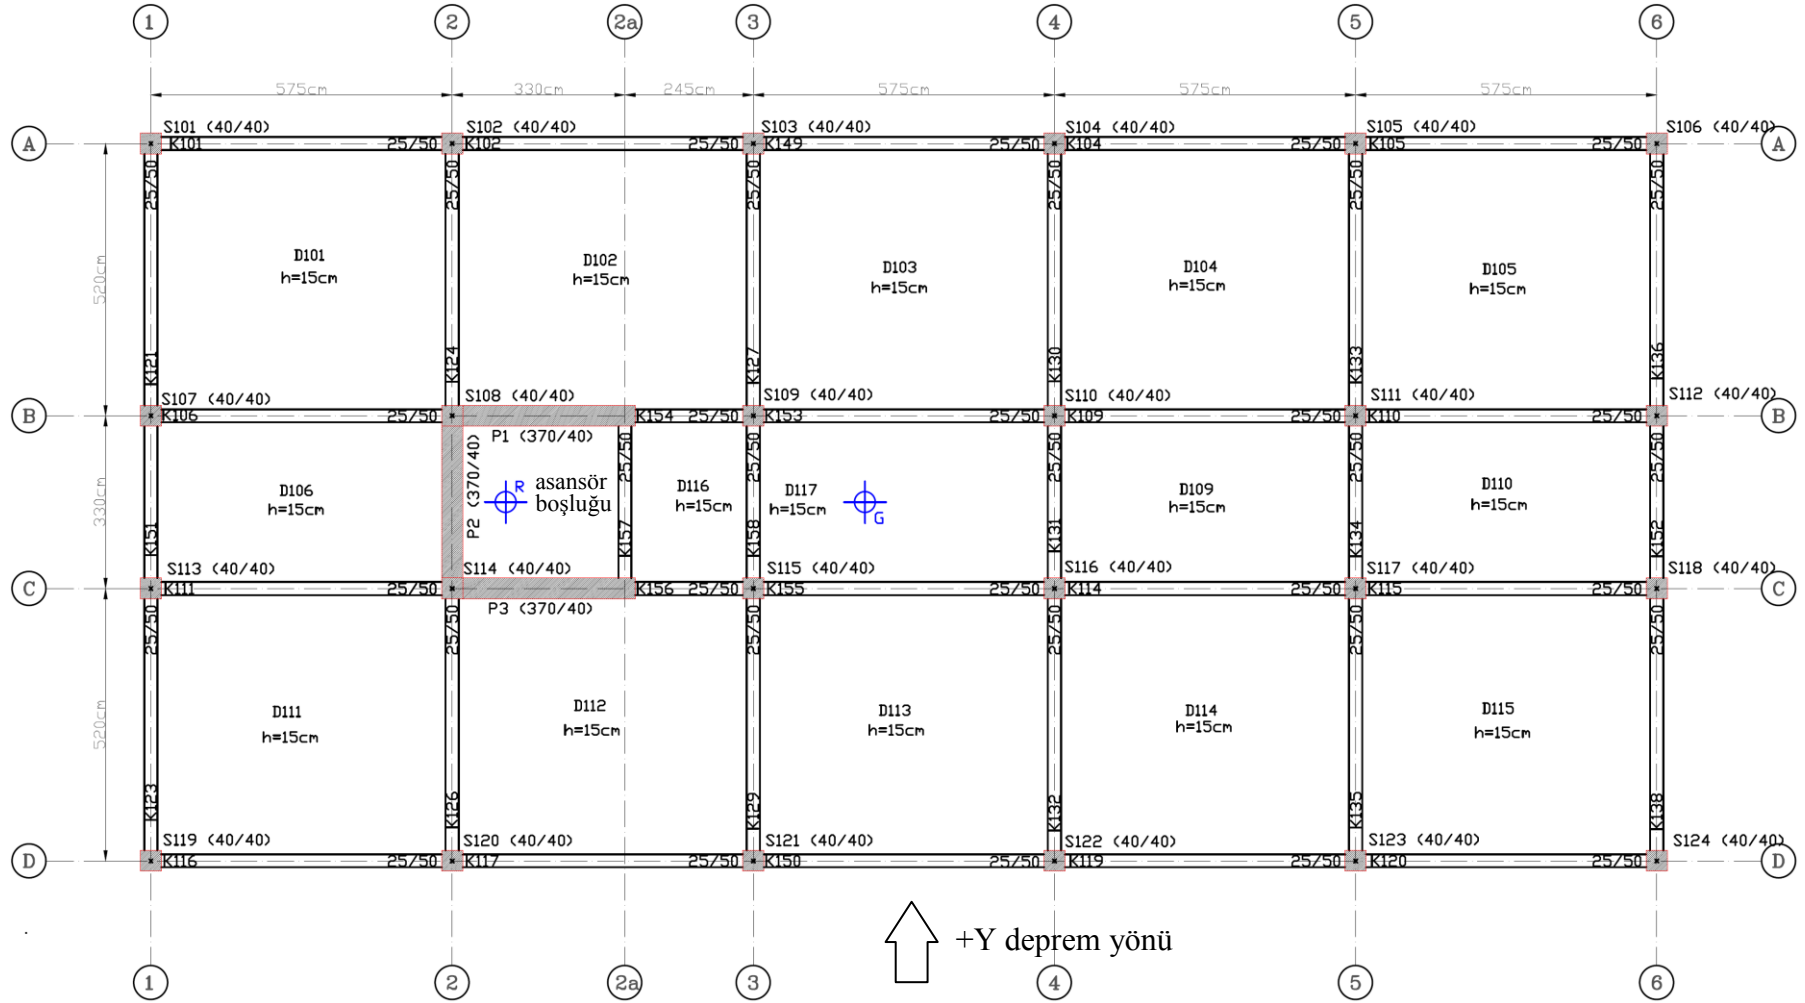 1 2 2a 3 4 5 6
575cm 330cm 245cm 575cm 575cm 575cm
S101 (40/40) S102 (40/40) S103 (40/40) S104 (40/40) S105 (40/40) S106 (40/40)
A K101 25/50 K102 25/50 K149 25/50 K104 25/50 K105 25/50 A
25/50 25/50 25/50 25/50 25/50 25/50
520cm
D101
h=15cm
D102
h=15cm
D103
h=15cm
D104
h=15cm
D105
h=15cm
K121 K124 K127 K130 K133 K136
S107 (40/40) S108 (40/40) S109 (40/40) S110 (40/40) S111 (40/40) S112 (40/40)
B K106 25/50 K154 25/50 K153 25/50 K109 25/50 K110 25/50 B
P1 (370/40)
25/50 25/50 25/50 25/50 25/50
330cm
D106
h=15cm
P2 (370/40)
R
asansör
boşluğu
D116
h=15cm
D117
h=15cm
G
D109
h=15cm
D110
h=15cm
K151 K157 K158 K131 K134 K152
S113 (40/40) S114 (40/40) S115 (40/40) S116 (40/40) S117 (40/40) S118 (40/40)
C K111 25/50 K156 25/50 K155 25/50 K114 25/50 K115 25/50 C
P3 (370/40)
25/50 25/50 25/50 25/50 25/50 25/50
520cm
D111
h=15cm
D112
h=15cm
D113
h=15cm
D114
h=15cm
D115
h=15cm
K123 K126 K129 K132 K135 K138
S119 (40/40) S120 (40/40) S121 (40/40) S122 (40/40) S123 (40/40) S124 (40/40)
D K116 25/50 K117 25/50 K150 25/50 K119 25/50 K120 25/50 D
+Y deprem yönü
1 2 2a 3 4 5 6